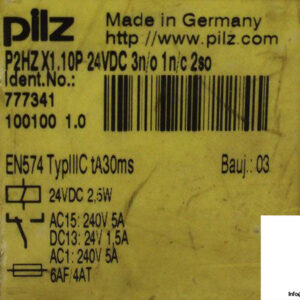 pilz
Made in Germany
http://www.pilz.com
P2HZ X1.10P 24VDC 3n/o 1n/c 2so
Ident.No.:
777341
100100 1.0
EN574 TypIIIC tA30ms
Bauj.: 03
24VDC 2,5W
AC15: 240V 5A
DC13: 24V 1,5A
AC1: 240V 5A
6AF/4AT